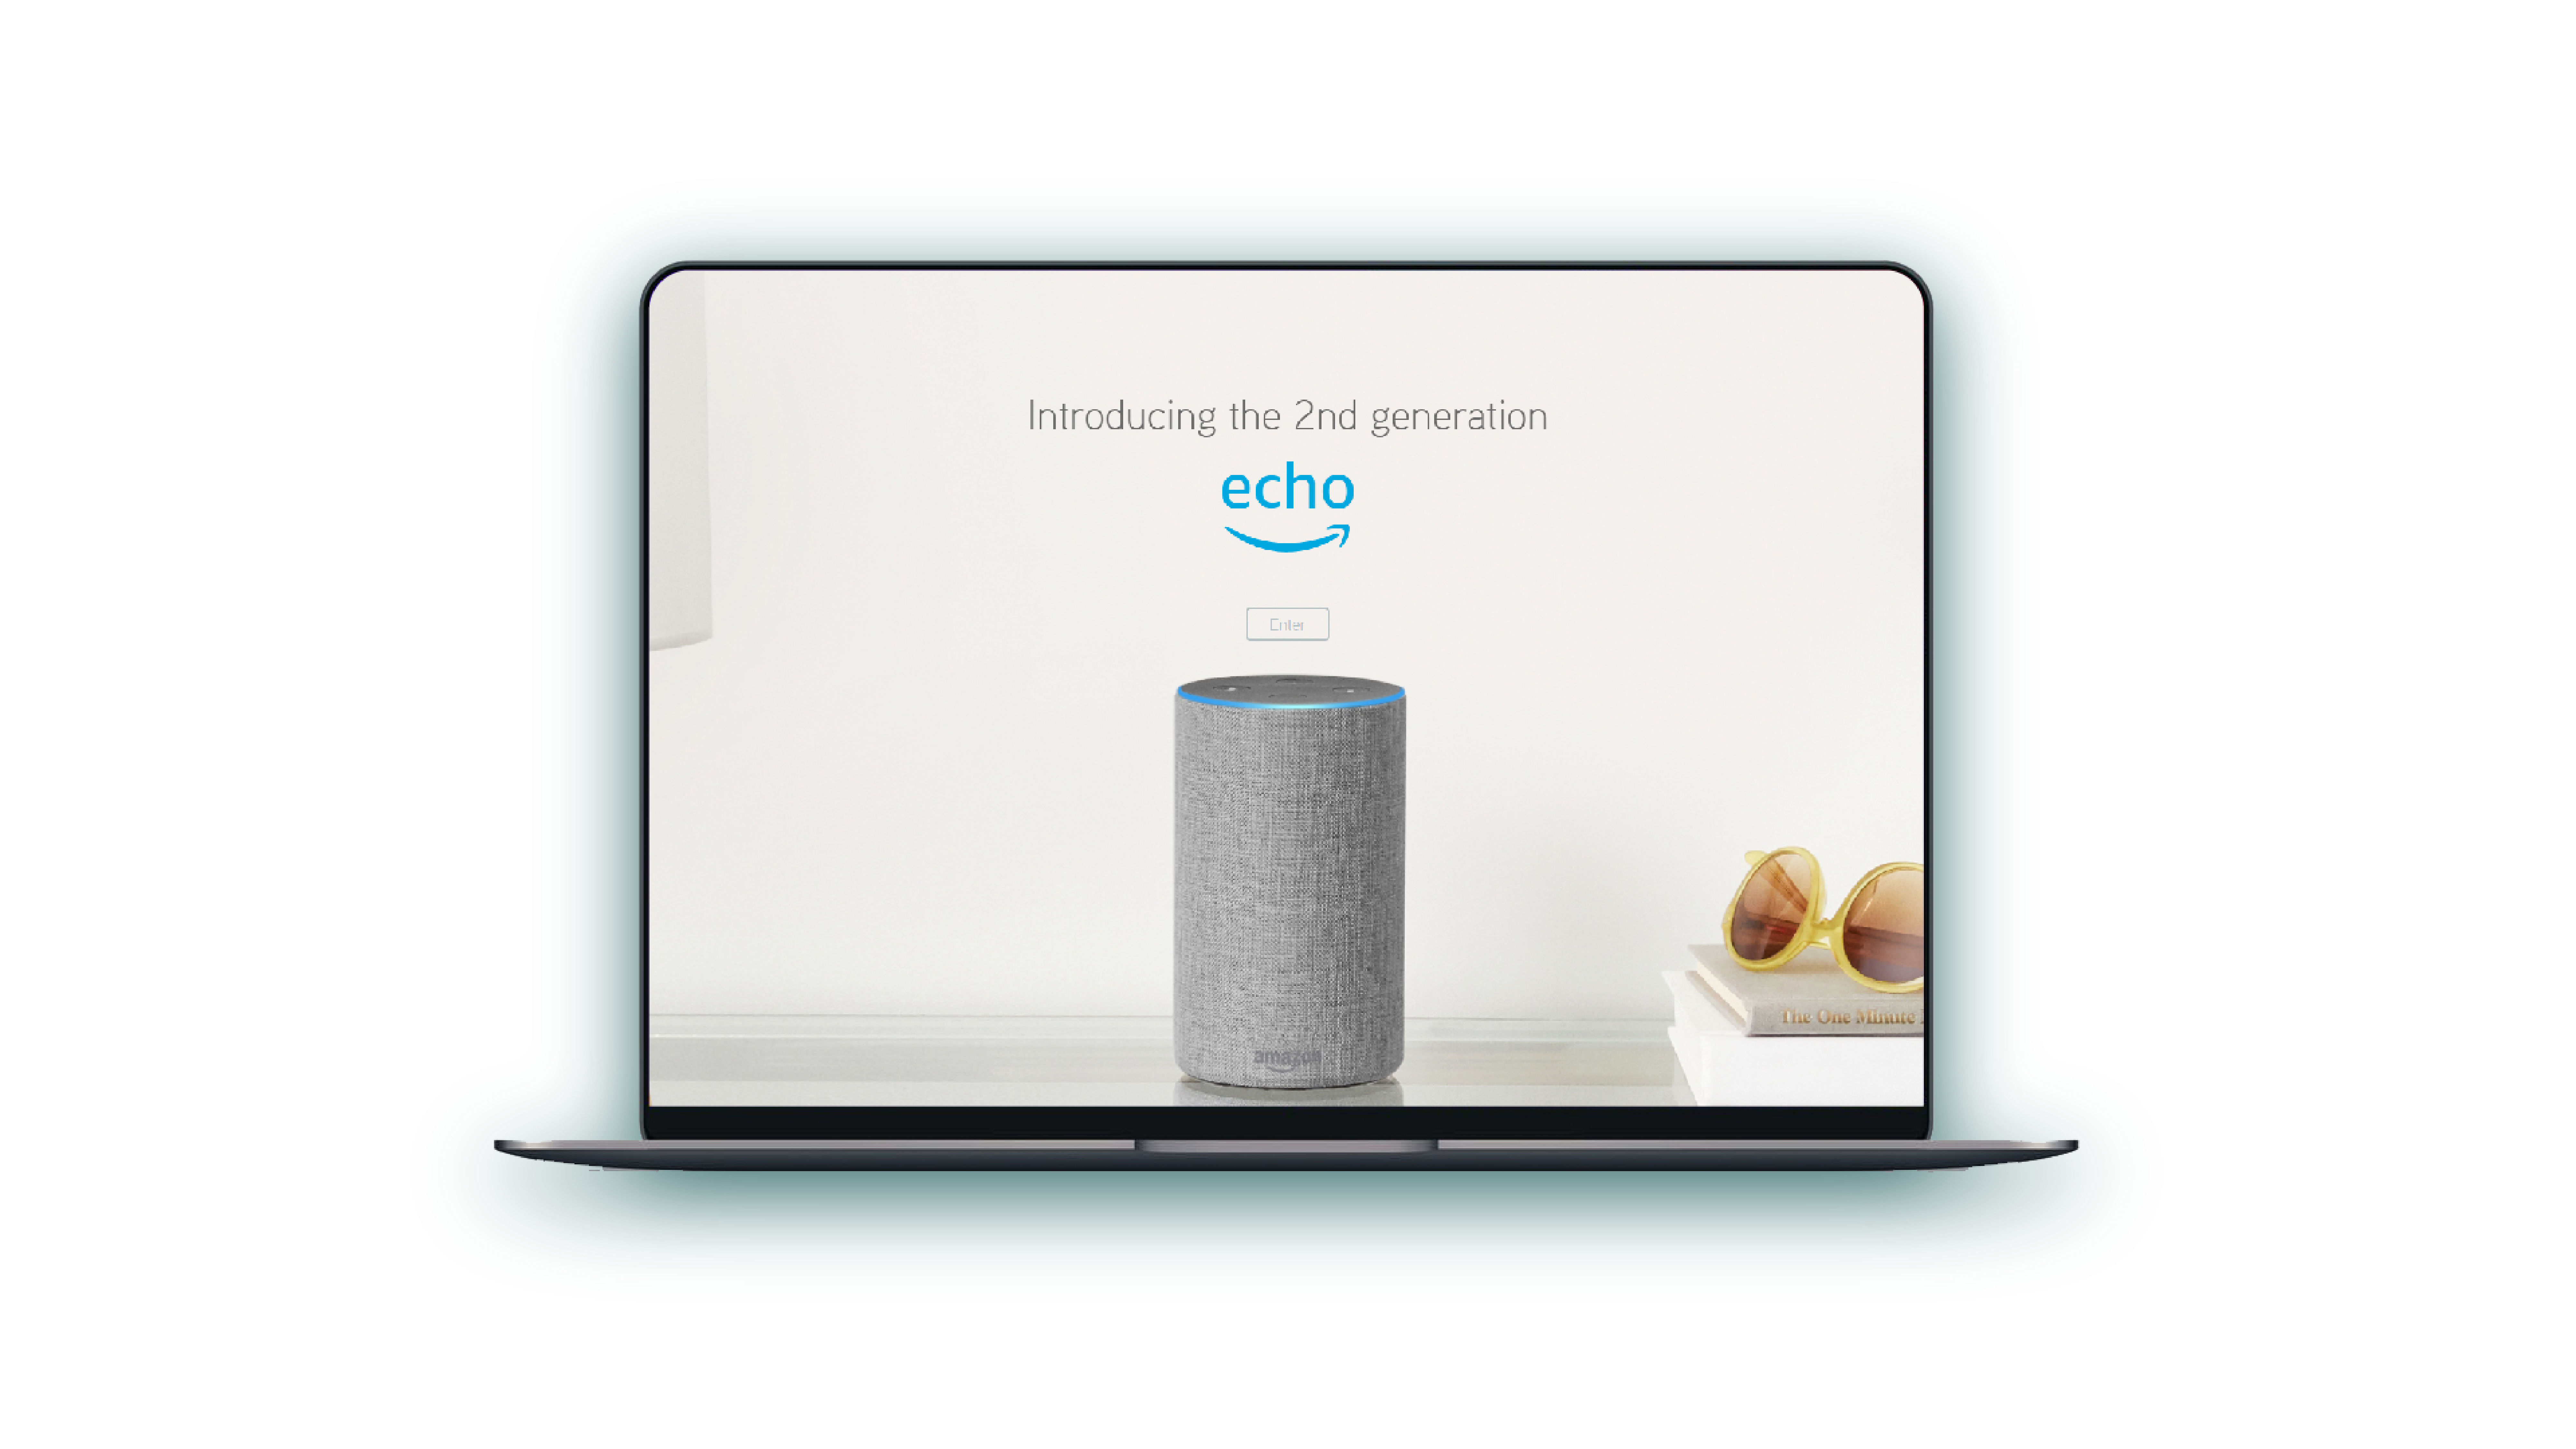 Introducing the 2nd generation
echo
Enter
amazon
The One Minute